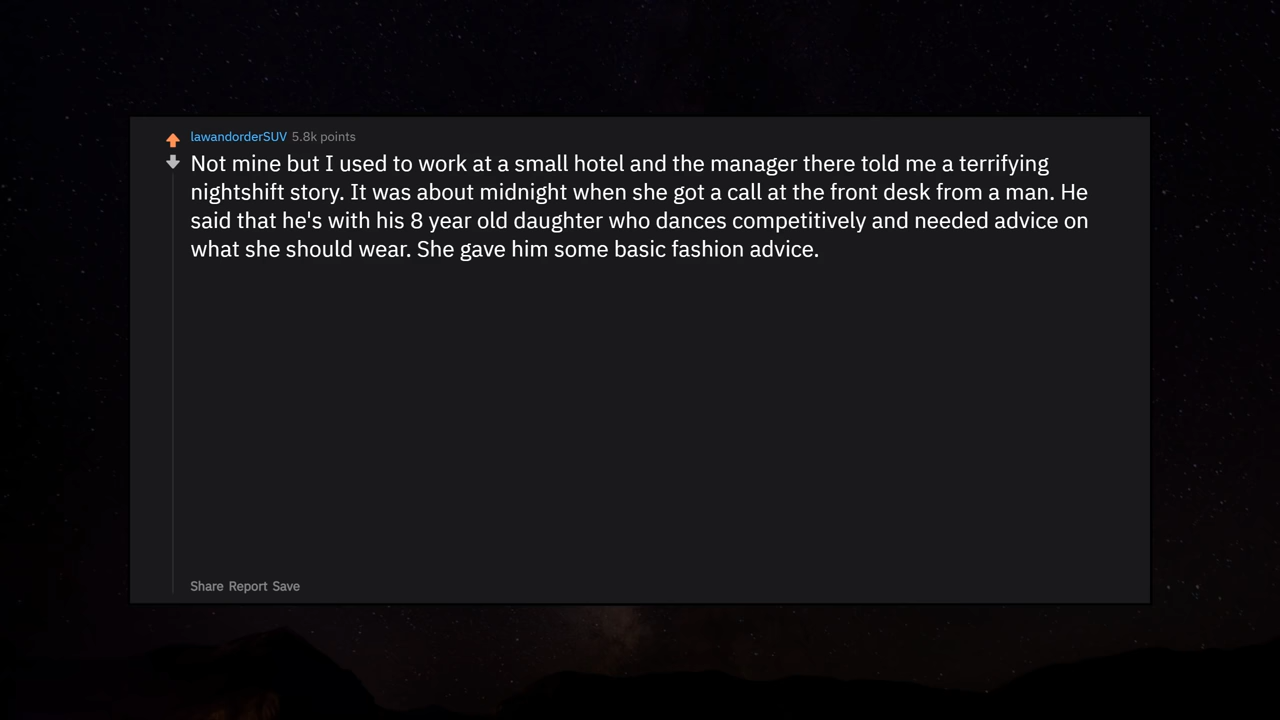 lawandorderSUV 5.8k points
Not mine but I used to work at a small hotel and the manager there told me a terrifying
nightshift story. It was about midnight when she got a call at the front desk from a man. He
said that he's with his 8 year old daughter who dances competitively and needed advice on
what she should wear. She gave him some basic fashion advice.
Share Report Save